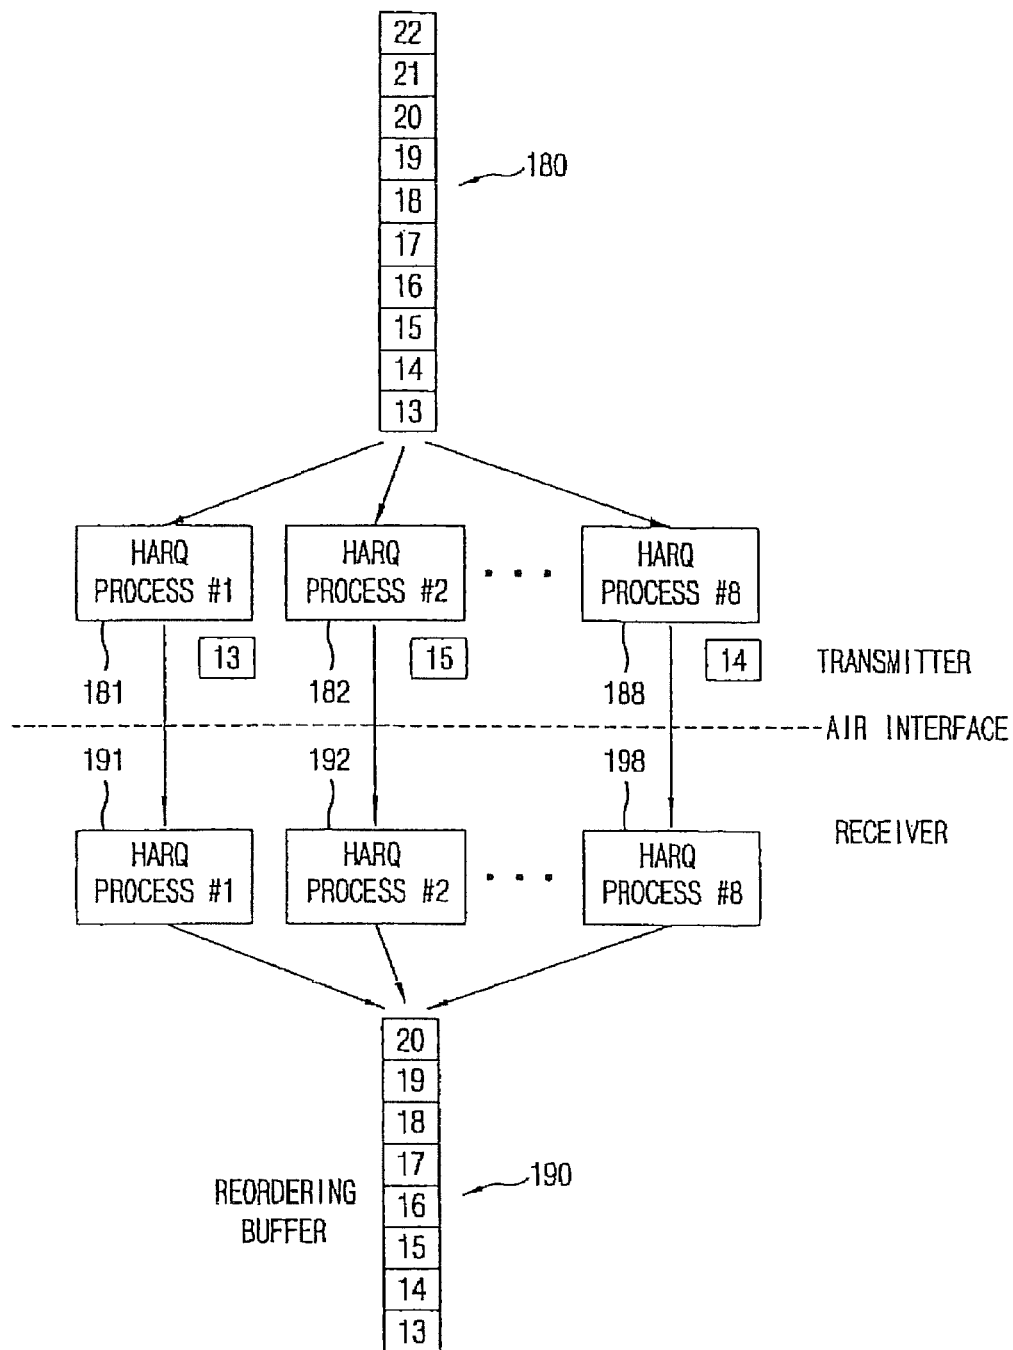 22
21
20
19
180
18
17
16
15
14
13
HARQ
PROCESS #1
HARQ
PROCESS #2
HARQ
PROCESS #8
13
15
14
TRANSMITTER
181
182
188
AIR INTERFACE
191
192
198
RECEIVER
HARQ
PROCESS #1
HARQ
PROCESS #2
HARQ
PROCESS #8
20
19
18
17
190
REORDERING
BUFFER
16
15
14
13